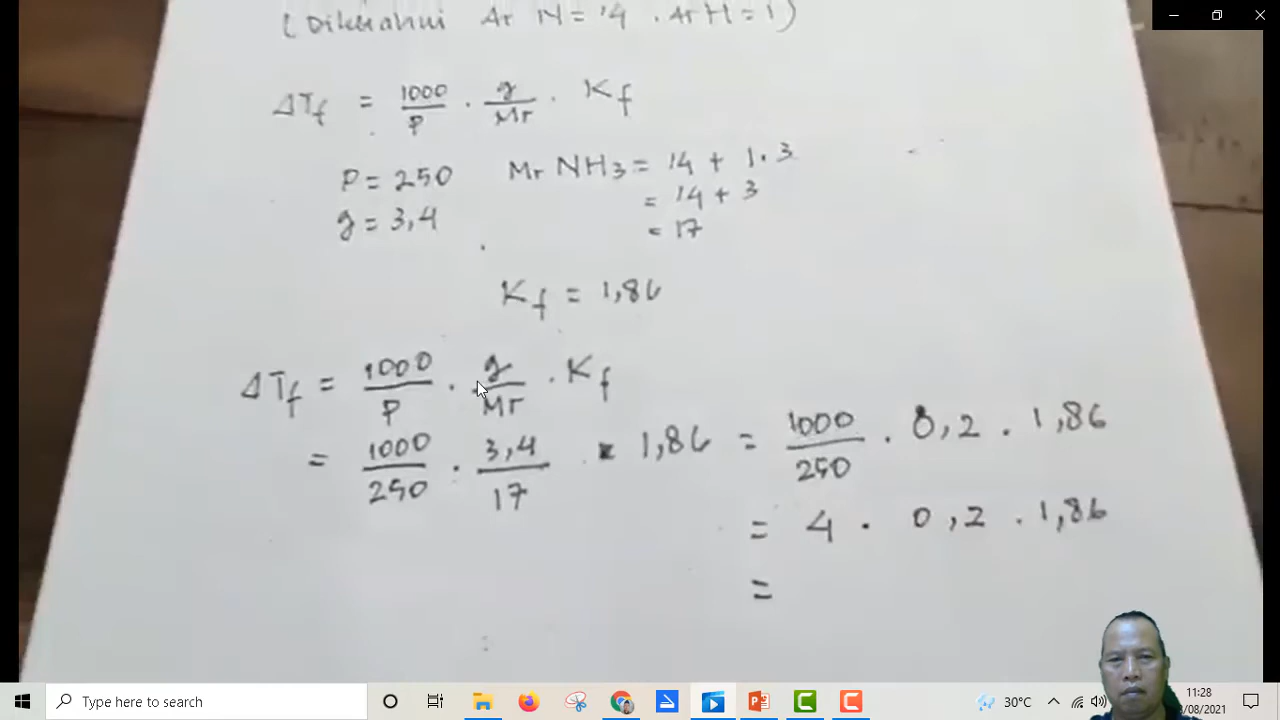 (Diketahui Ar N = 14 . Ar H = 1)
ΔTf = 1000/P . g/Mr . Kf
P = 250 Mr NH3 = 14 + 1.3
g = 3,4 = 14 + 3
= 17
Kf = 1,86
ΔTf = 1000/P . g/Mr . Kf
= 1000/250 . 3,4/17 . 1,86 = 1000/250 . 0,2 . 1,86
= 4 . 0,2 . 1,86
=
Type here to search
30°C
11:28
/08/2021